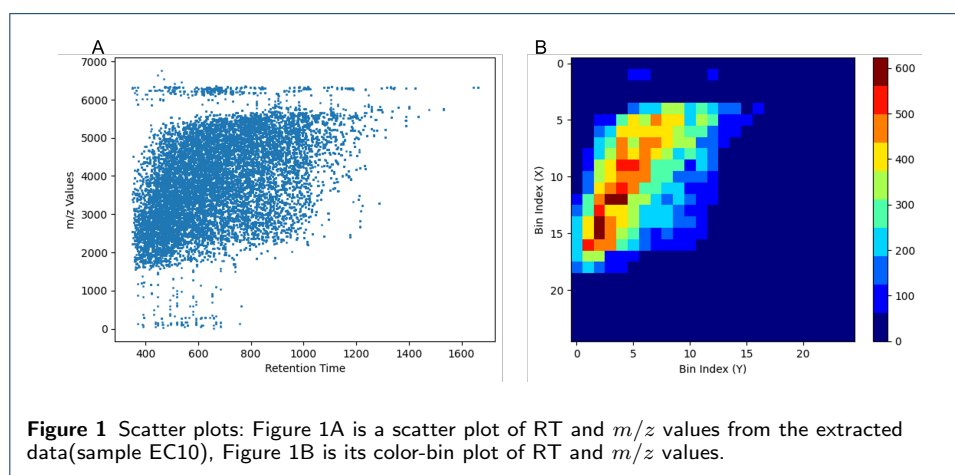 A
7000
6000
5000
4000
3000
2000
1000
0
m/z Values
400 600 800 1000 1200 1400 1600
Retention Time
B
0
5
10
15
20
Bin Index (X)
0 5 10 15 20
Bin Index (Y)
600
500
400
300
200
100
0
Figure 1 Scatter plots: Figure 1A is a scatter plot of RT and m/z values from the extracted
data(sample EC10), Figure 1B is its color-bin plot of RT and m/z values.